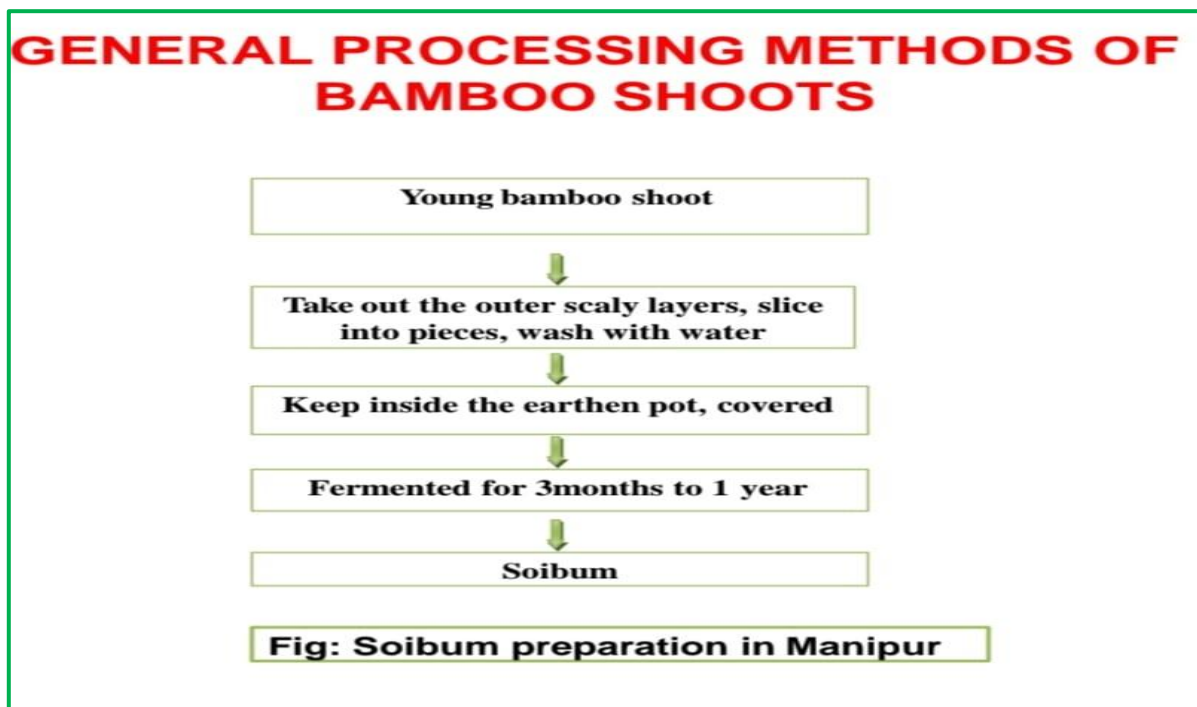 GENERAL PROCESSING METHODS OF
BAMBOO SHOOTS
Young bamboo shoot
Take out the outer scaly layers, slice
into pieces, wash with water
Keep inside the earthen pot, covered
Fermented for 3months to 1 year
Soibum
Fig: Soibum preparation in Manipur